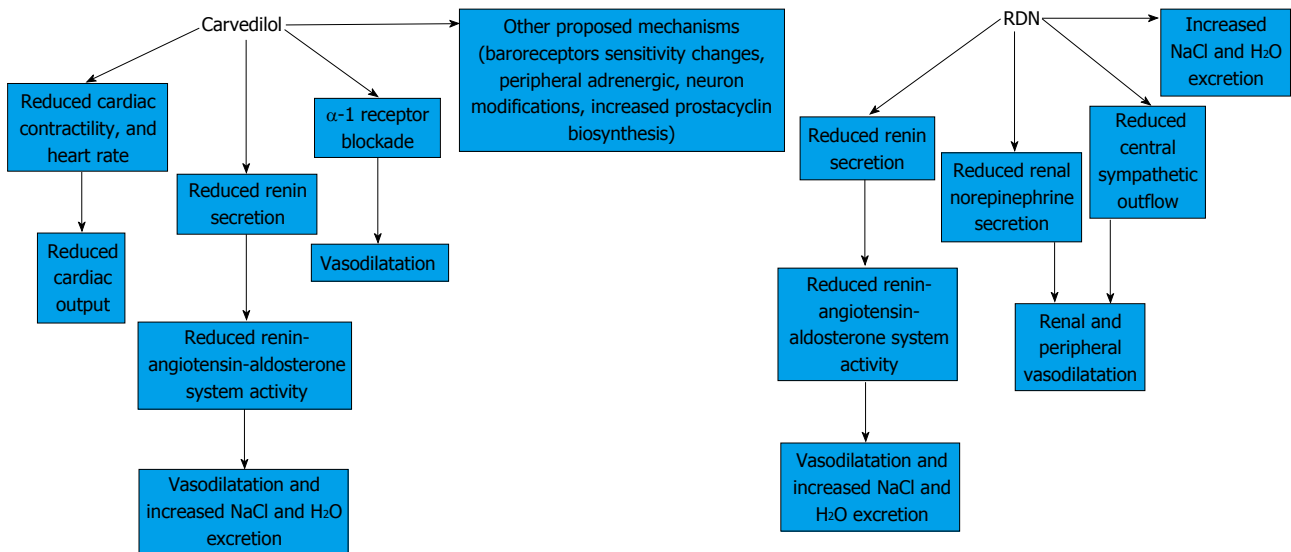 Carvedilol
Other proposed mechanisms
(baroreceptors sensitivity changes,
peripheral adrenergic, neuron
modifications, increased prostacyclin
biosynthesis)
Reduced cardiac
contractility, and
heart rate
α-1 receptor
blockade
Reduced renin
secretion
Reduced
cardiac
output
Vasodilatation
Reduced renin-
angiotensin-aldosterone
system activity
Vasodilatation and
increased NaCl and H₂O
excretion
RDN
Increased
NaCl and H₂O
excretion
Reduced renin
secretion
Reduced renal
norepinephrine
secretion
Reduced
central
sympathetic
outflow
Reduced renin-
angiotensin-
aldosterone system
activity
Renal and
peripheral
vasodilatation
Vasodilatation and
increased NaCl and
H₂O excretion